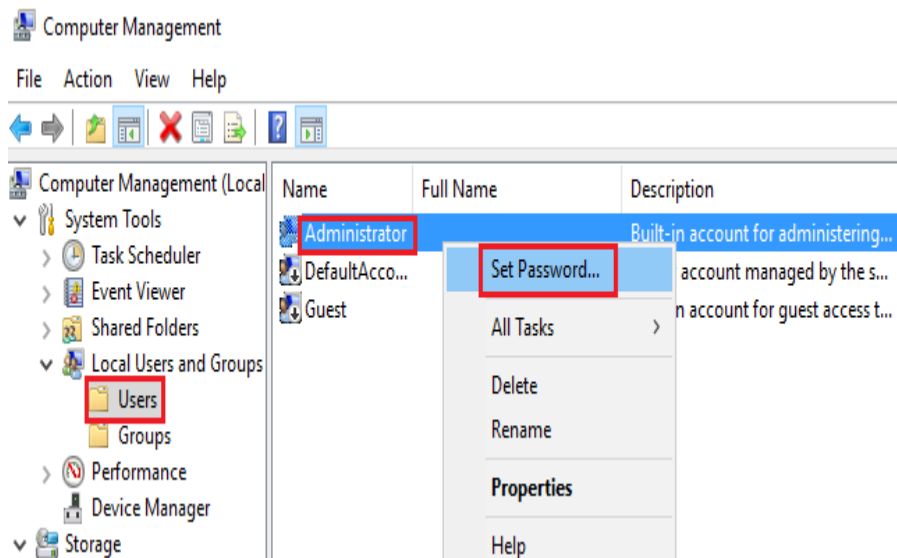 Computer Management
File Action View Help
Computer Management (Local
System Tools
Task Scheduler
Event Viewer
Shared Folders
Local Users and Groups
Users
Groups
Performance
Device Manager
Storage
Name Full Name Description
Administrator Built-in account for administering...
DefaultAcco... account managed by the s...
Guest n account for guest access t...
Set Password...
All Tasks
Delete
Rename
Properties
Help